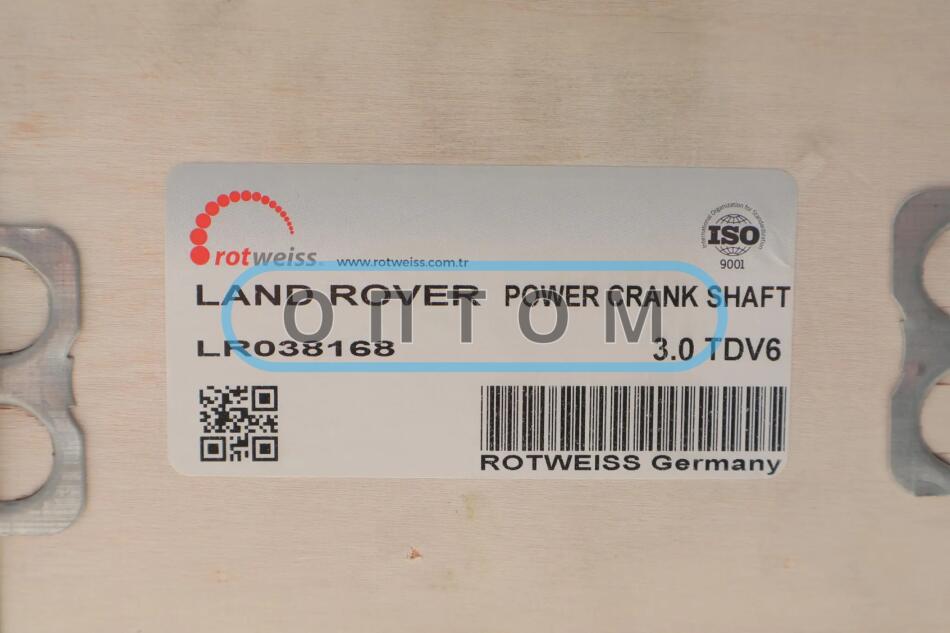 rotweiss.
www.rotweiss.com.tr
International Organization for Standardization
ISO
9001
LAND ROVER POWER CRANK SHAFT
ОПТОМ
LR038168 3.0 TDV6
ROTWEISS Germany